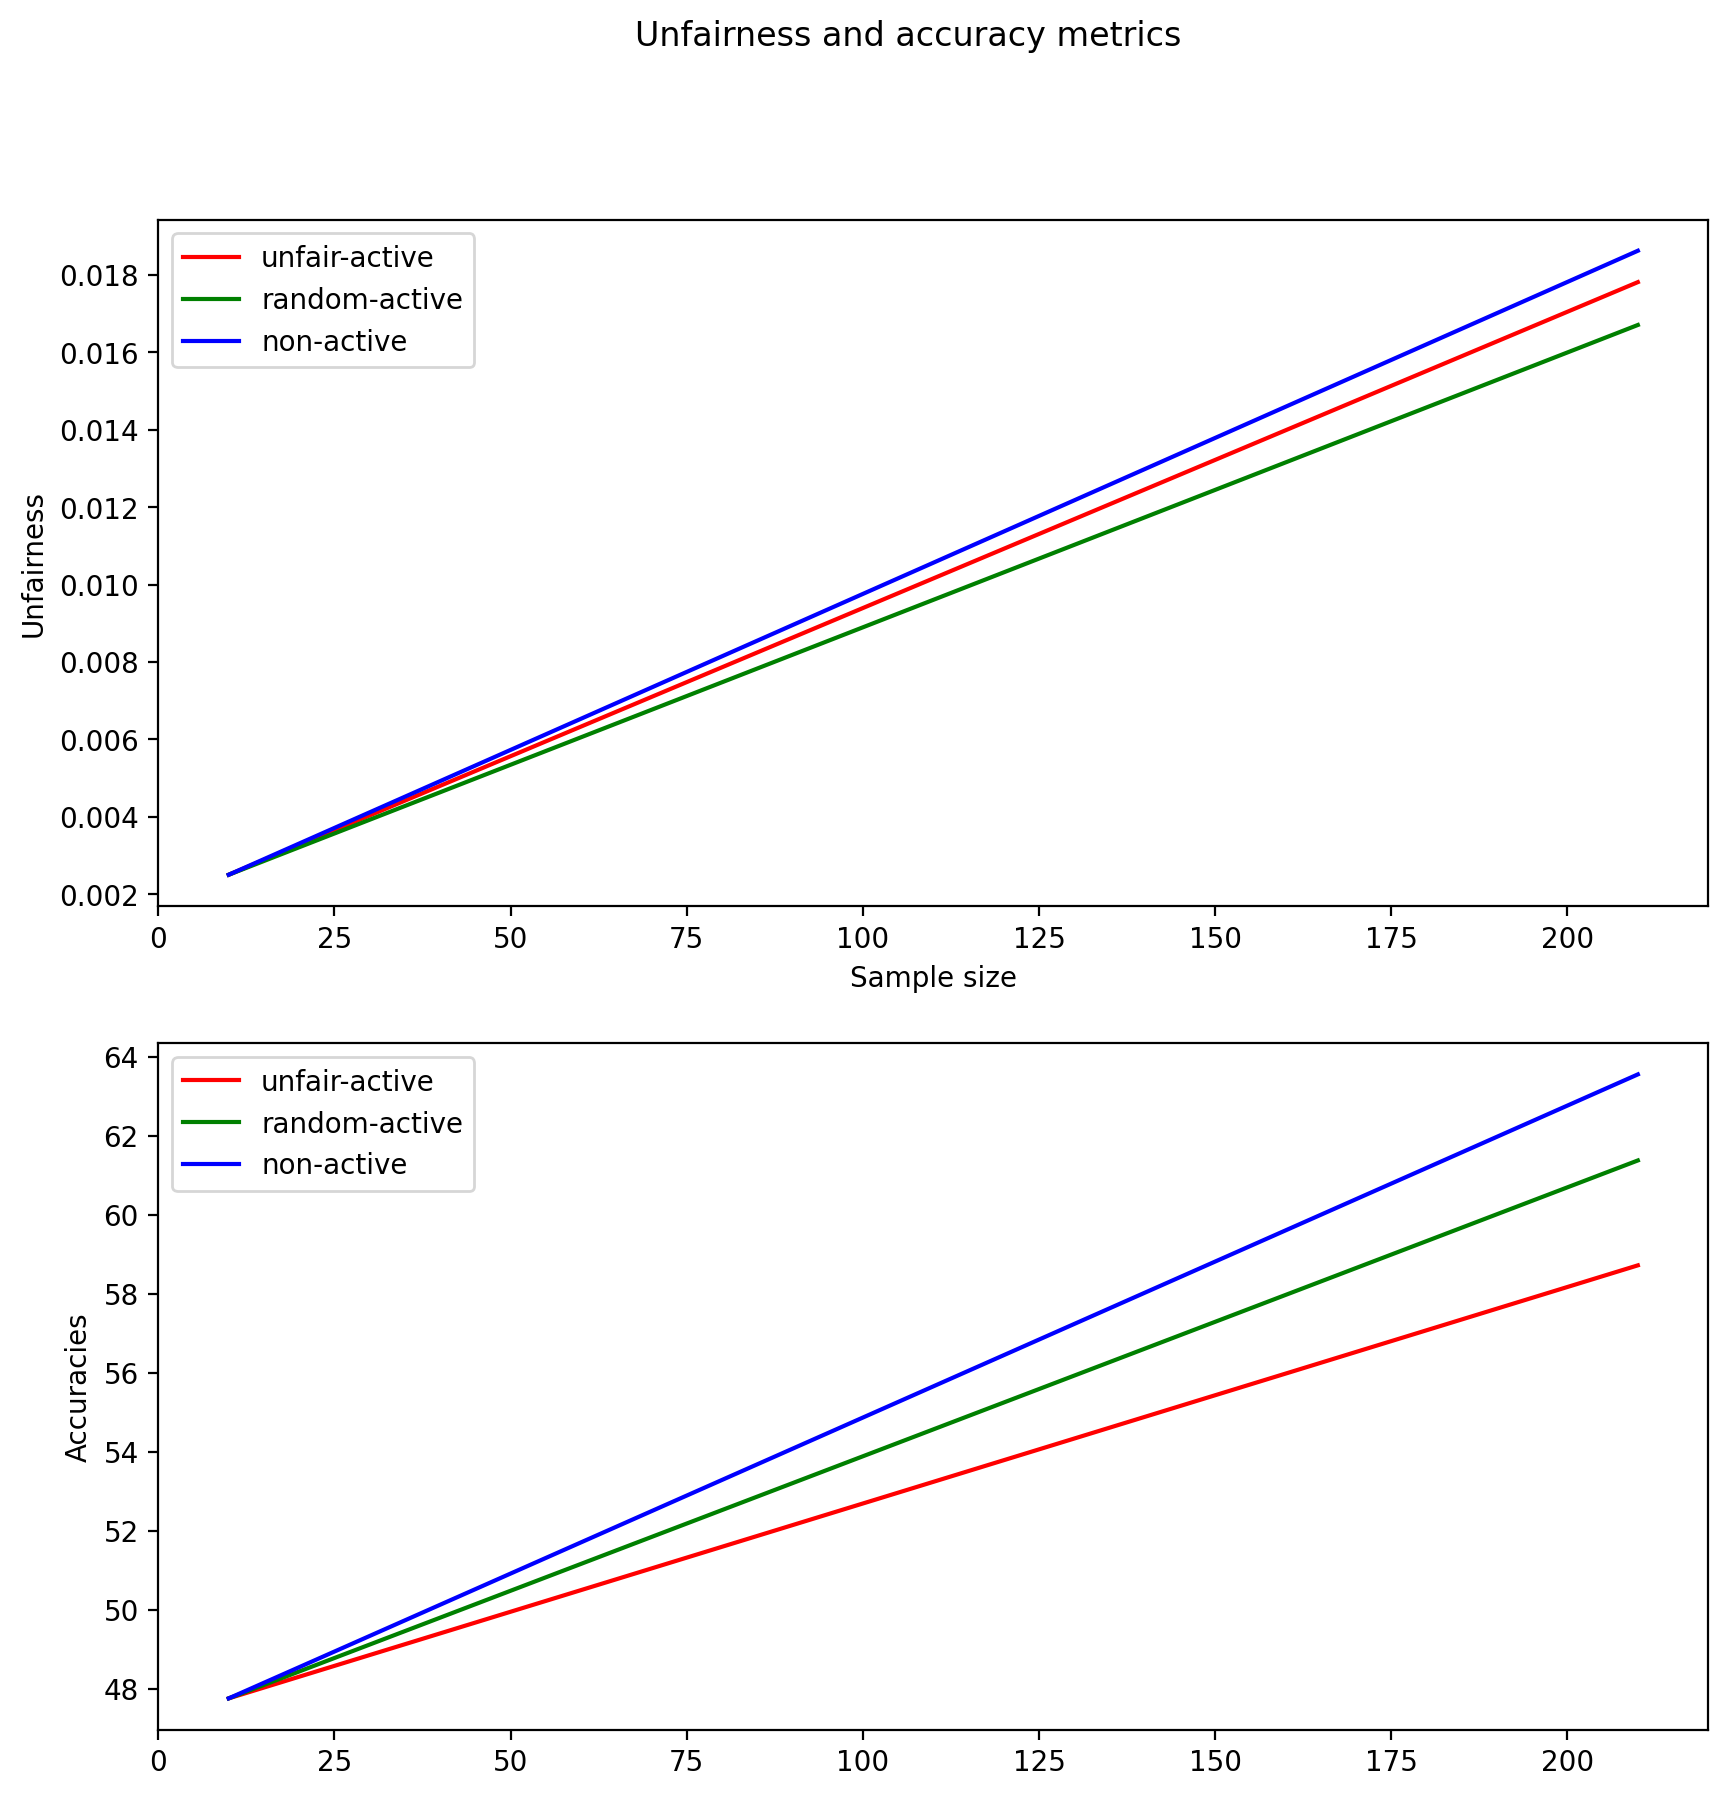 Unfairness and accuracy metrics
unfair-active
random-active
non-active
0.018
0.016
0.014
0.012
0.010
0.008
0.006
0.004
0.002
Unfairness
0 25 50 75 100 125 150 175 200
Sample size
unfair-active
random-active
non-active
64
62
60
58
56
54
52
50
48
Accuracies
0 25 50 75 100 125 150 175 200